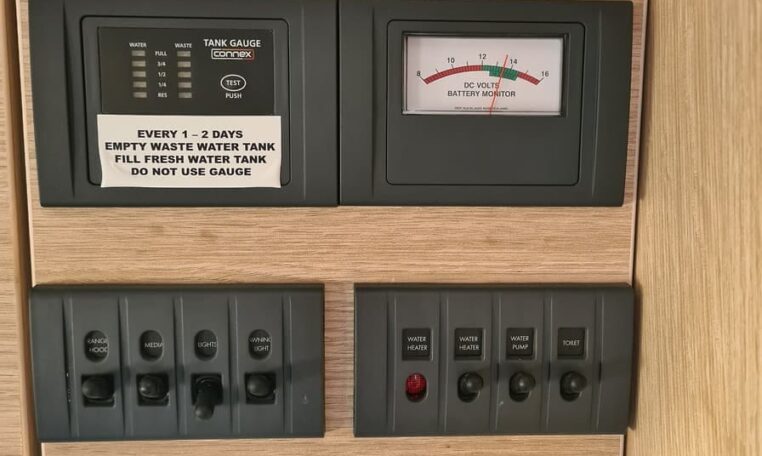 WATER WASTE
TANK GAUGE
connex
FULL
3/4
1/2
1/4
RES
TEST
PUSH
EVERY 1 – 2 DAYS
EMPTY WASTE WATER TANK
FILL FRESH WATER TANK
DO NOT USE GAUGE
8 10 12 14 16
DC VOLTS
BATTERY MONITOR
RANGE
HOOD
MEDIA
LIGHTS
AWNING
LIGHT
WATER
HEATER
WATER
HEATER
WATER
PUMP
TOILET